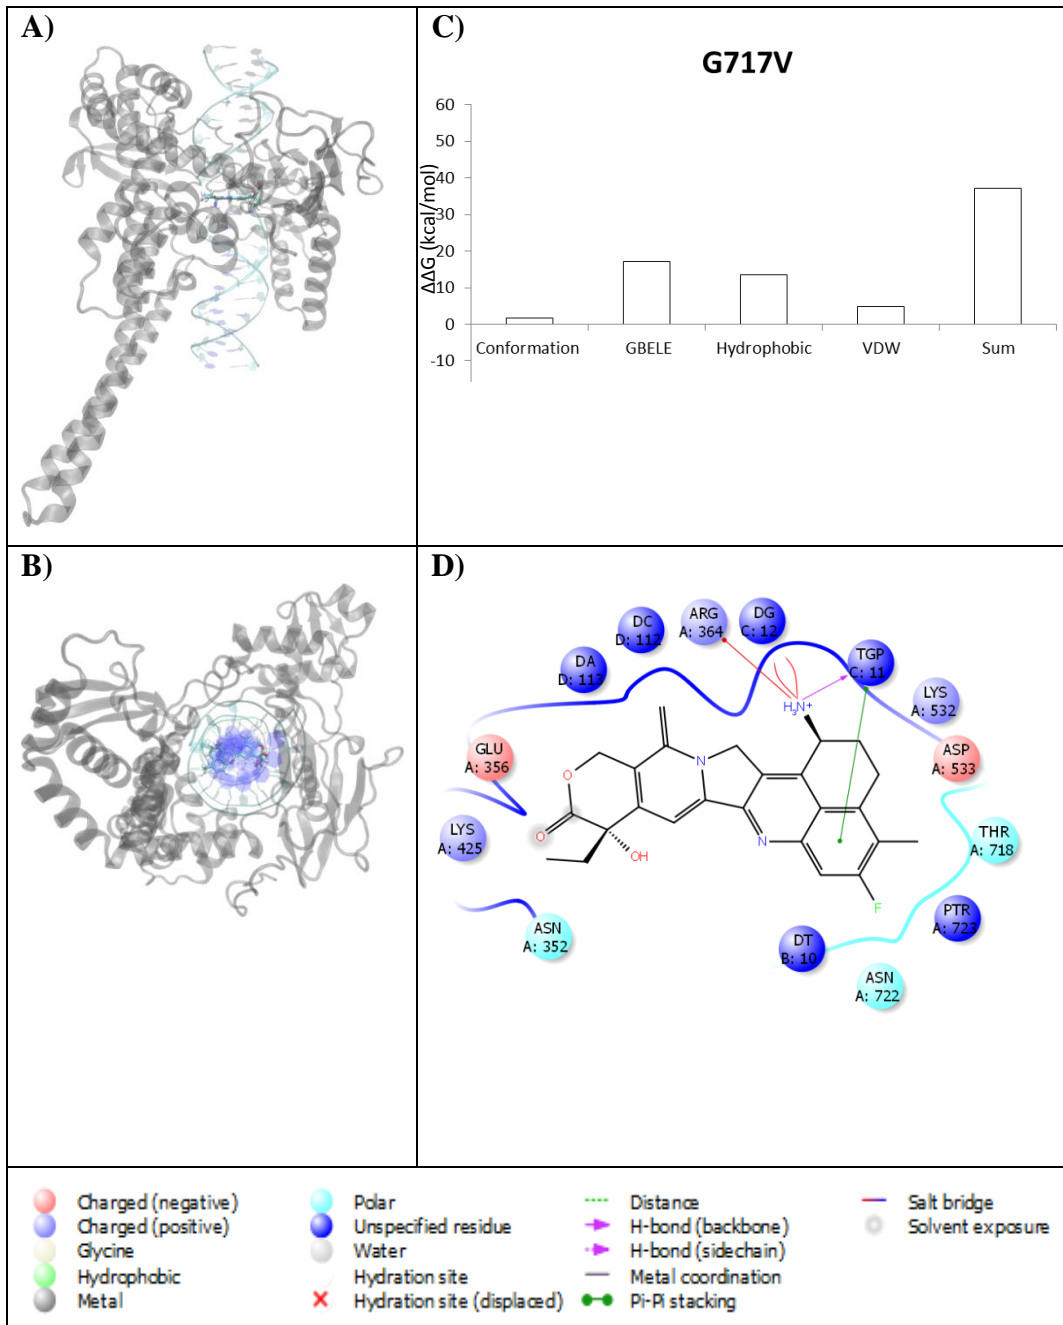 A)
C)
G717V
ΔΔG (kcal/mol)
60
50
40
30
20
10
0
-10
Conformation GBELE Hydrophobic VDW Sum
B)
D)
DC
D: 112
ARG
A: 364
DG
C: 12
DA
D: 113
TGP
C: 11
LYS
A: 532
H₃N⁺
GLU
A: 356
ASP
A: 533
O
N
O
LYS
A: 425
THR
A: 718
N
OH
F
PTR
A: 723
ASN
A: 352
DT
B: 10
ASN
A: 722
Charged (negative)
Charged (positive)
Glycine
Hydrophobic
Metal
Polar
Unspecified residue
Water
Hydration site
Hydration site (displaced)
Distance
H-bond (backbone)
H-bond (sidechain)
Metal coordination
Pi-Pi stacking
Salt bridge
Solvent exposure